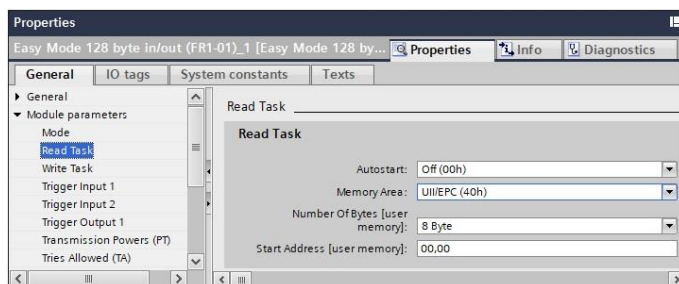 Properties
Easy Mode 128 byte in/out (FR1-01)_1 [Easy Mode 128 by...
Properties
Info
Diagnostics
General
IO tags
System constants
Texts
General
Module parameters
Mode
Read Task
Write Task
Trigger Input 1
Trigger Input 2
Trigger Output 1
Transmission Powers (PT)
Tries Allowed (TA)
Read Task
Read Task
Autostart: Off (00h)
Memory Area: UII/EPC (40h)
Number Of Bytes [user
memory]: 8 Byte
Start Address [user memory]: 00,00